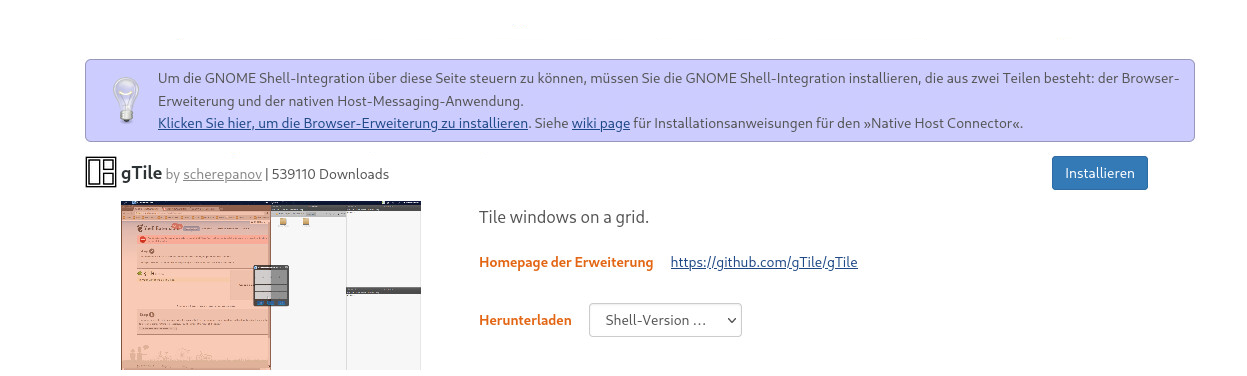 Um die GNOME Shell-Integration über diese Seite steuern zu können, müssen Sie die GNOME Shell-Integration installieren, die aus zwei Teilen besteht: der Browser-
Erweiterung und der nativen Host-Messaging-Anwendung.
Klicken Sie hier, um die Browser-Erweiterung zu installieren. Siehe wiki page für Installationsanweisungen für den »Native Host Connector«.
gTile by scherepanov | 539110 Downloads
Installieren
Tile windows on a grid.
Homepage der Erweiterung https://github.com/gTile/gTile
Herunterladen Shell-Version ...